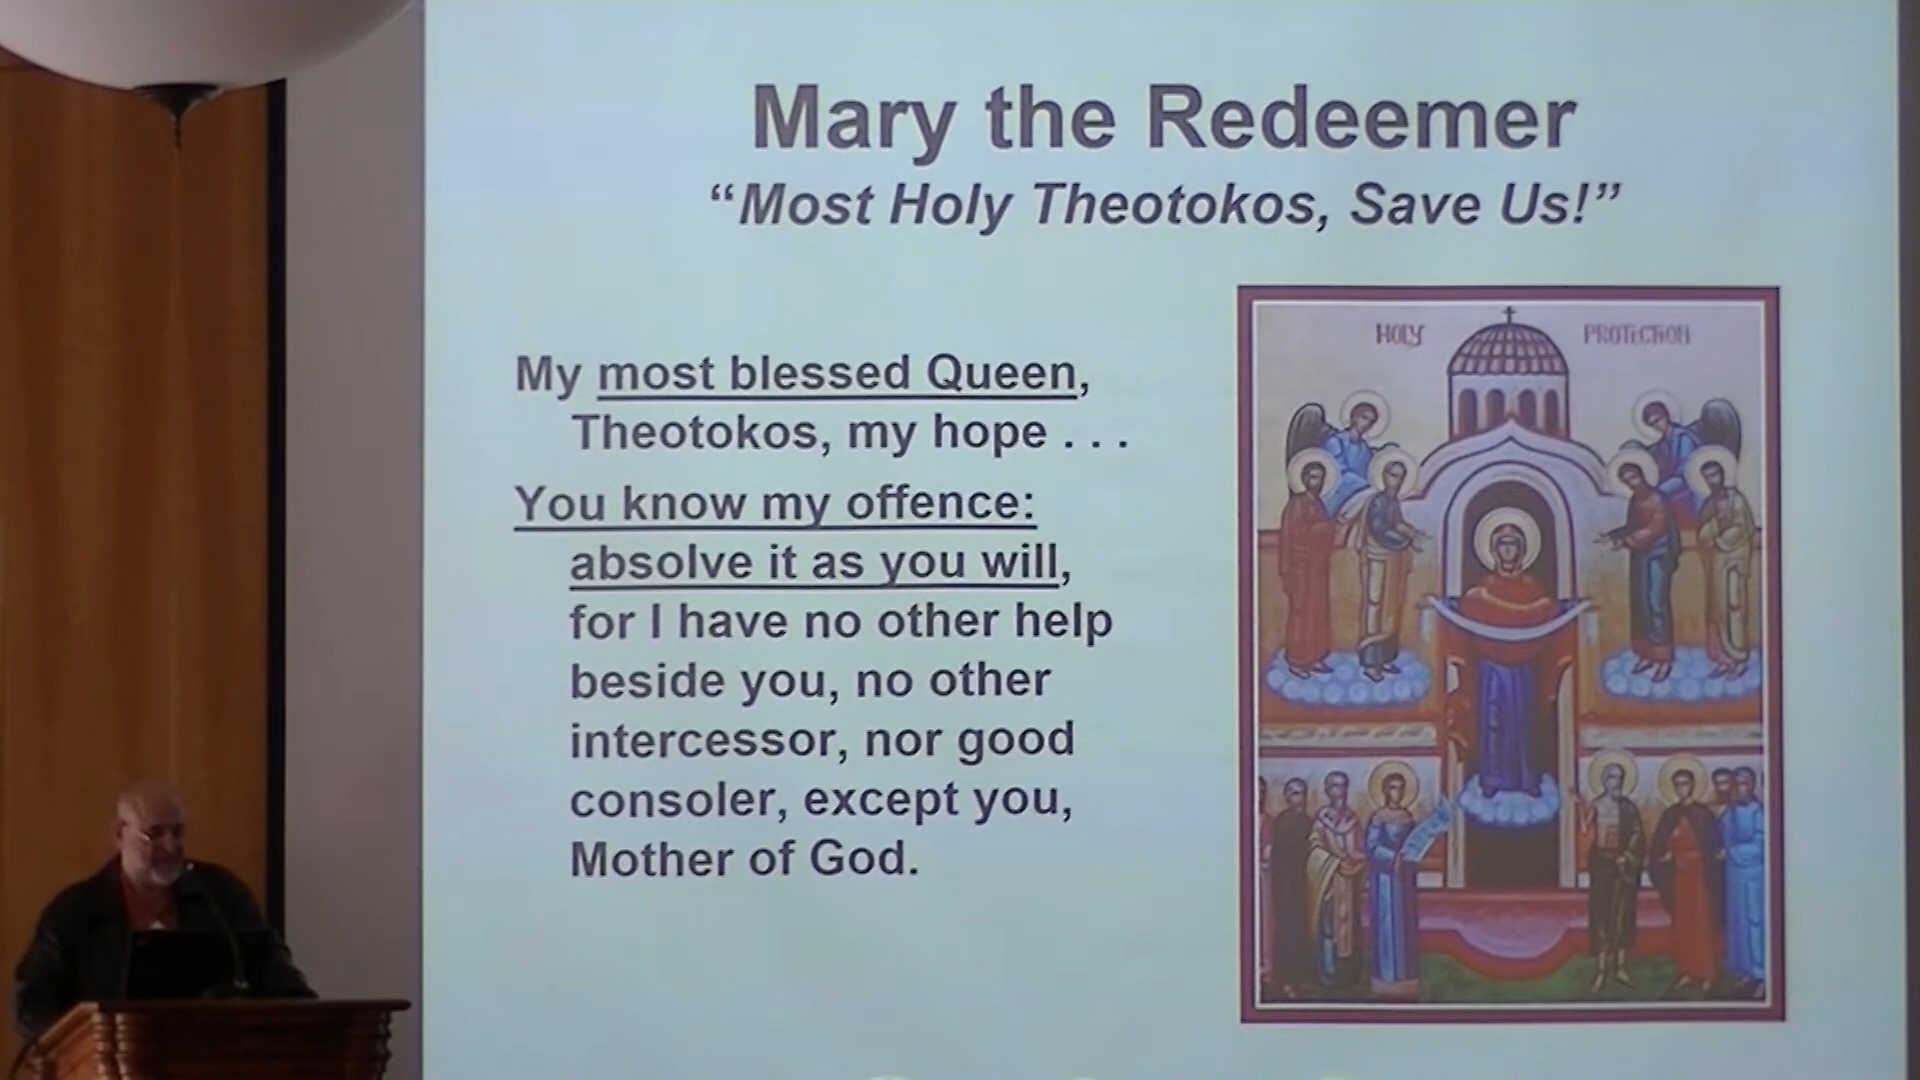 Mary the Redeemer
“Most Holy Theotokos, Save Us!”
My most blessed Queen,
Theotokos, my hope . . .
You know my offence:
absolve it as you will,
for I have no other help
beside you, no other
intercessor, nor good
consoler, except you,
Mother of God.
HOLY PROTECTION